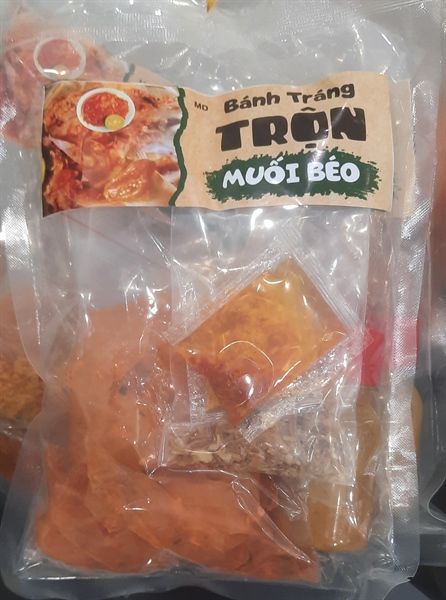 MD
Bánh Tráng
TRỘN
MUỐI BÉO